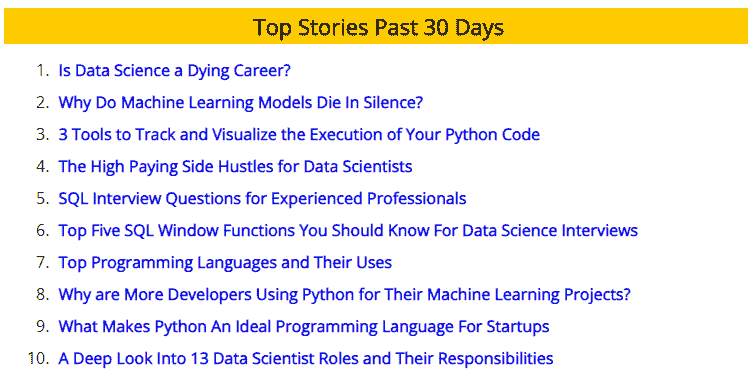 Top Stories Past 30 Days
1. Is Data Science a Dying Career?
2. Why Do Machine Learning Models Die In Silence?
3. 3 Tools to Track and Visualize the Execution of Your Python Code
4. The High Paying Side Hustles for Data Scientists
5. SQL Interview Questions for Experienced Professionals
6. Top Five SQL Window Functions You Should Know For Data Science Interviews
7. Top Programming Languages and Their Uses
8. Why are More Developers Using Python for Their Machine Learning Projects?
9. What Makes Python An Ideal Programming Language For Startups
10. A Deep Look Into 13 Data Scientist Roles and Their Responsibilities